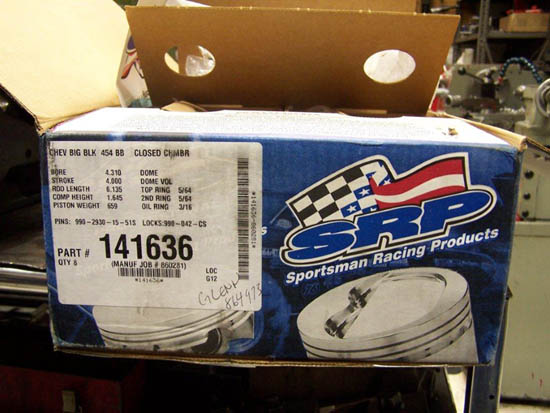 CHEV BIG BLK 454 BB CLOSED CHMBR
BORE 4.310 DOME
STROKE 4.000 DOME VOL
ROD LENGTH 6.135 TOP RING 5/64
COMP HEIGHT 1.645 2ND RING 5/64
PISTON WEIGHT 659 OIL RING 3/16
PINS: 990-2930-15-51S LOCKS:990-042-CS
PART # 141636
QTY 8 (MANUF JOB # 860281)
*141636*
LOC
G12
SRP
Sportsman Racing Products